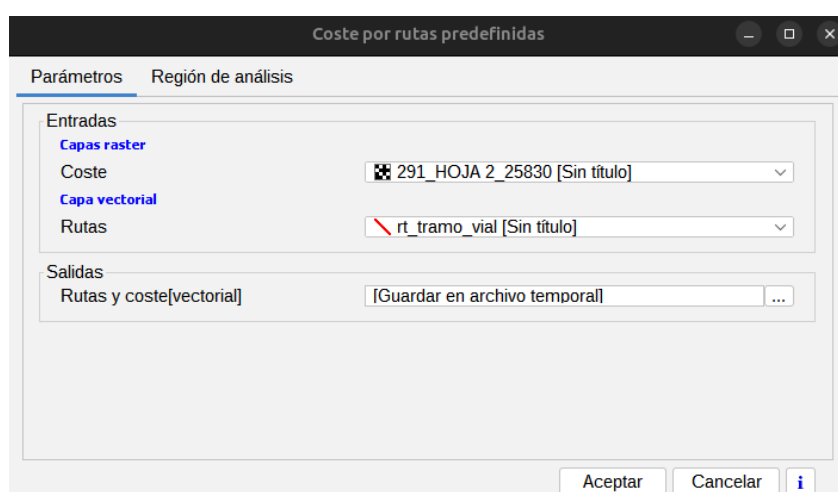 Coste por rutas predefinidas
Parámetros Región de análisis
Entradas
Capas raster
Coste 291_HOJA 2_25830 [Sin título]
Capa vectorial
Rutas rt_tramo_vial [Sin título]
Salidas
Rutas y coste[vectorial] [Guardar en archivo temporal] ...
Aceptar Cancelar i